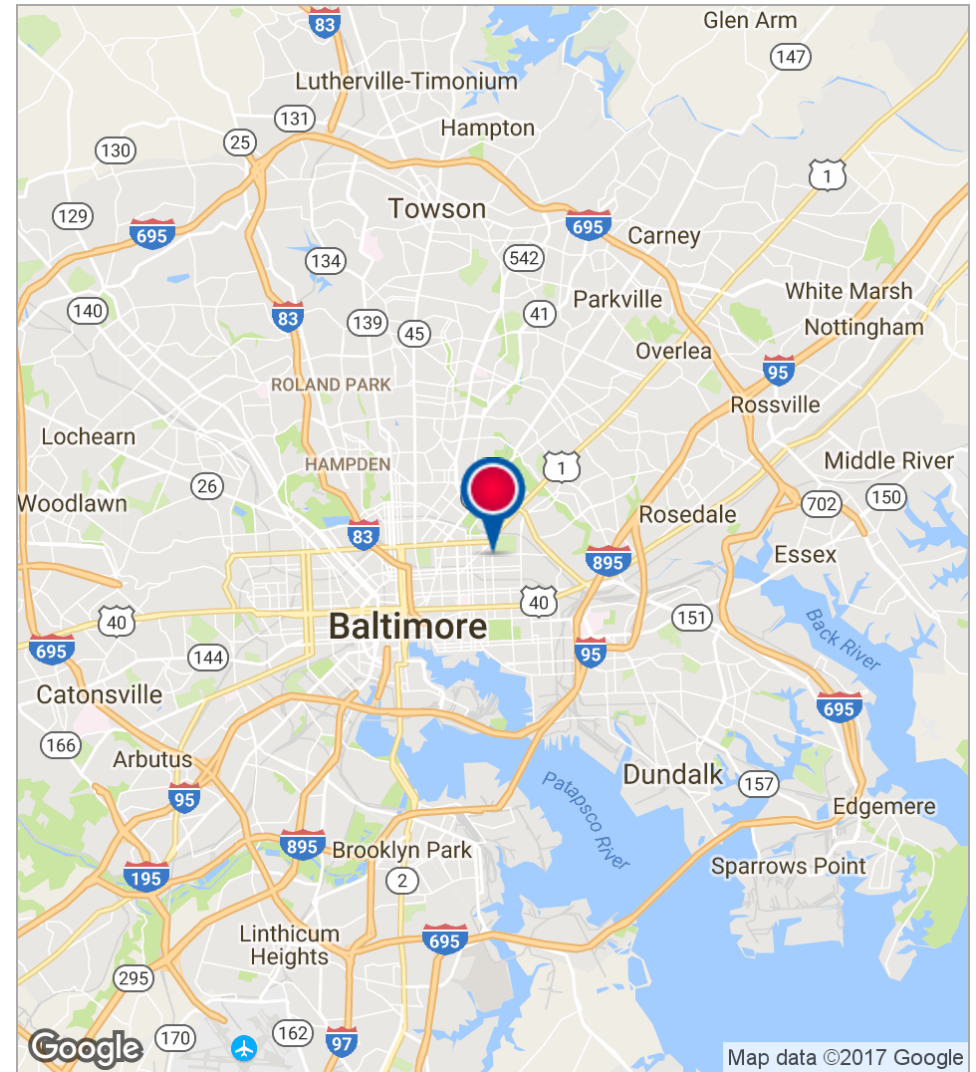 83
Glen Arm
147
Lutherville-Timonium
131
Hampton
25
130
1
129
Towson
695
695
Carney
134
542
White Marsh
Parkville
140
83
139
41
45
Nottingham
Overlea
95
ROLAND PARK
Rossville
Lochearn
HAMPDEN
1
Middle River
26
150
Woodlawn
702
Rosedale
83
Essex
895
40
40
151
Baltimore
Back River
695
144
95
Catonsville
695
166
Arbutus
Dundalk
157
95
Patapsco River
Edgemere
895
Brooklyn Park
Sparrows Point
195
2
Linthicum
Heights
695
295
170
162
97
Google
Map data ©2017 Google